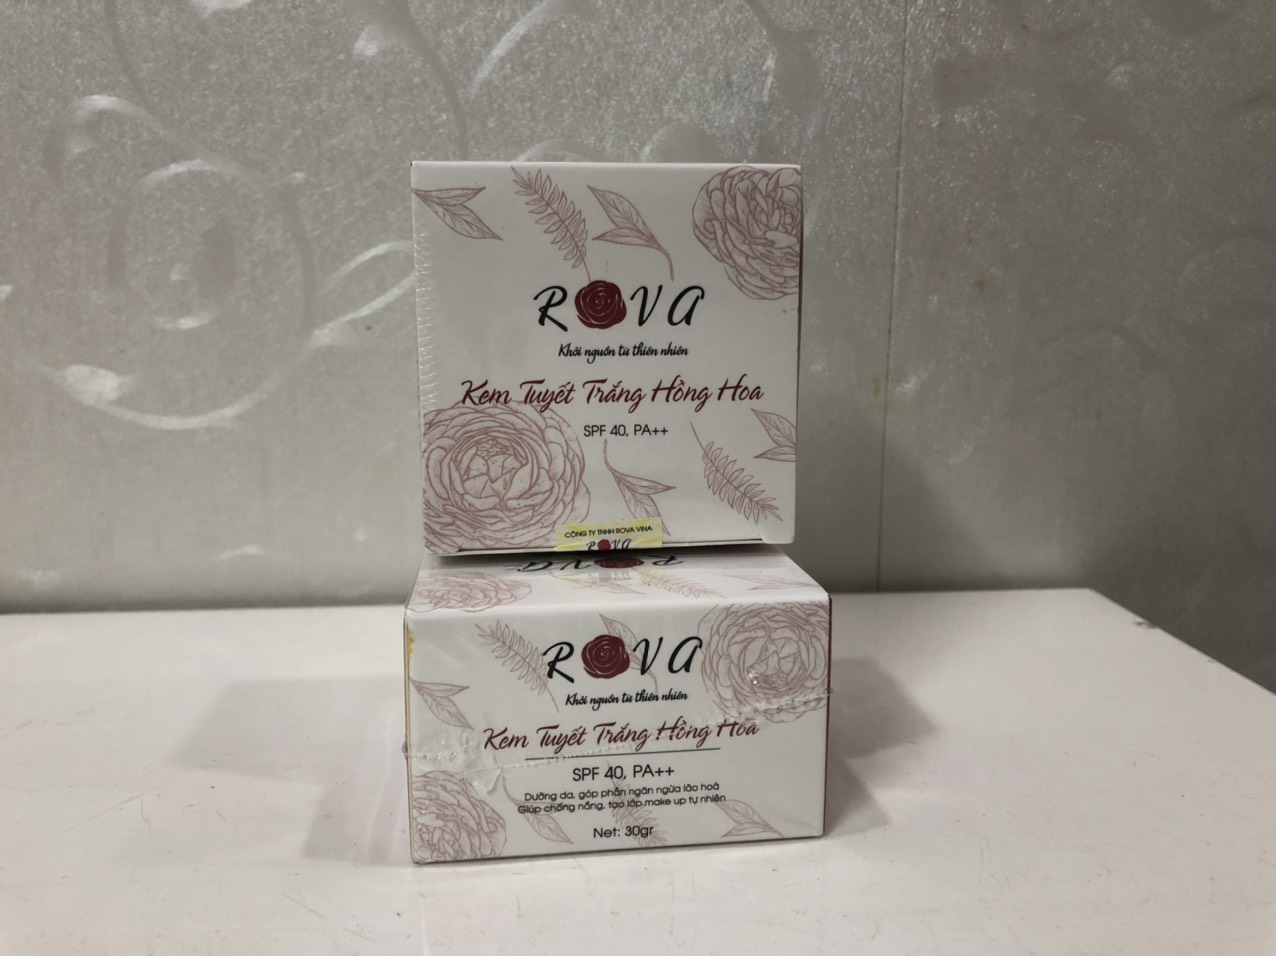 ROVA
Khởi nguồn từ thiên nhiên
Kem Tuyết Trắng Hồng Hoa
SPF 40, PA++
CÔNG TY TNHH ROVA VINA
ROVA
ROVA
ROVA
Khởi nguồn từ thiên nhiên
Kem Tuyết Trắng Hồng Hoa
SPF 40, PA++
Dưỡng da, góp phần ngăn ngừa lão hoá
Giúp chống nắng, tạo lớp make up tự nhiên
Net: 30gr